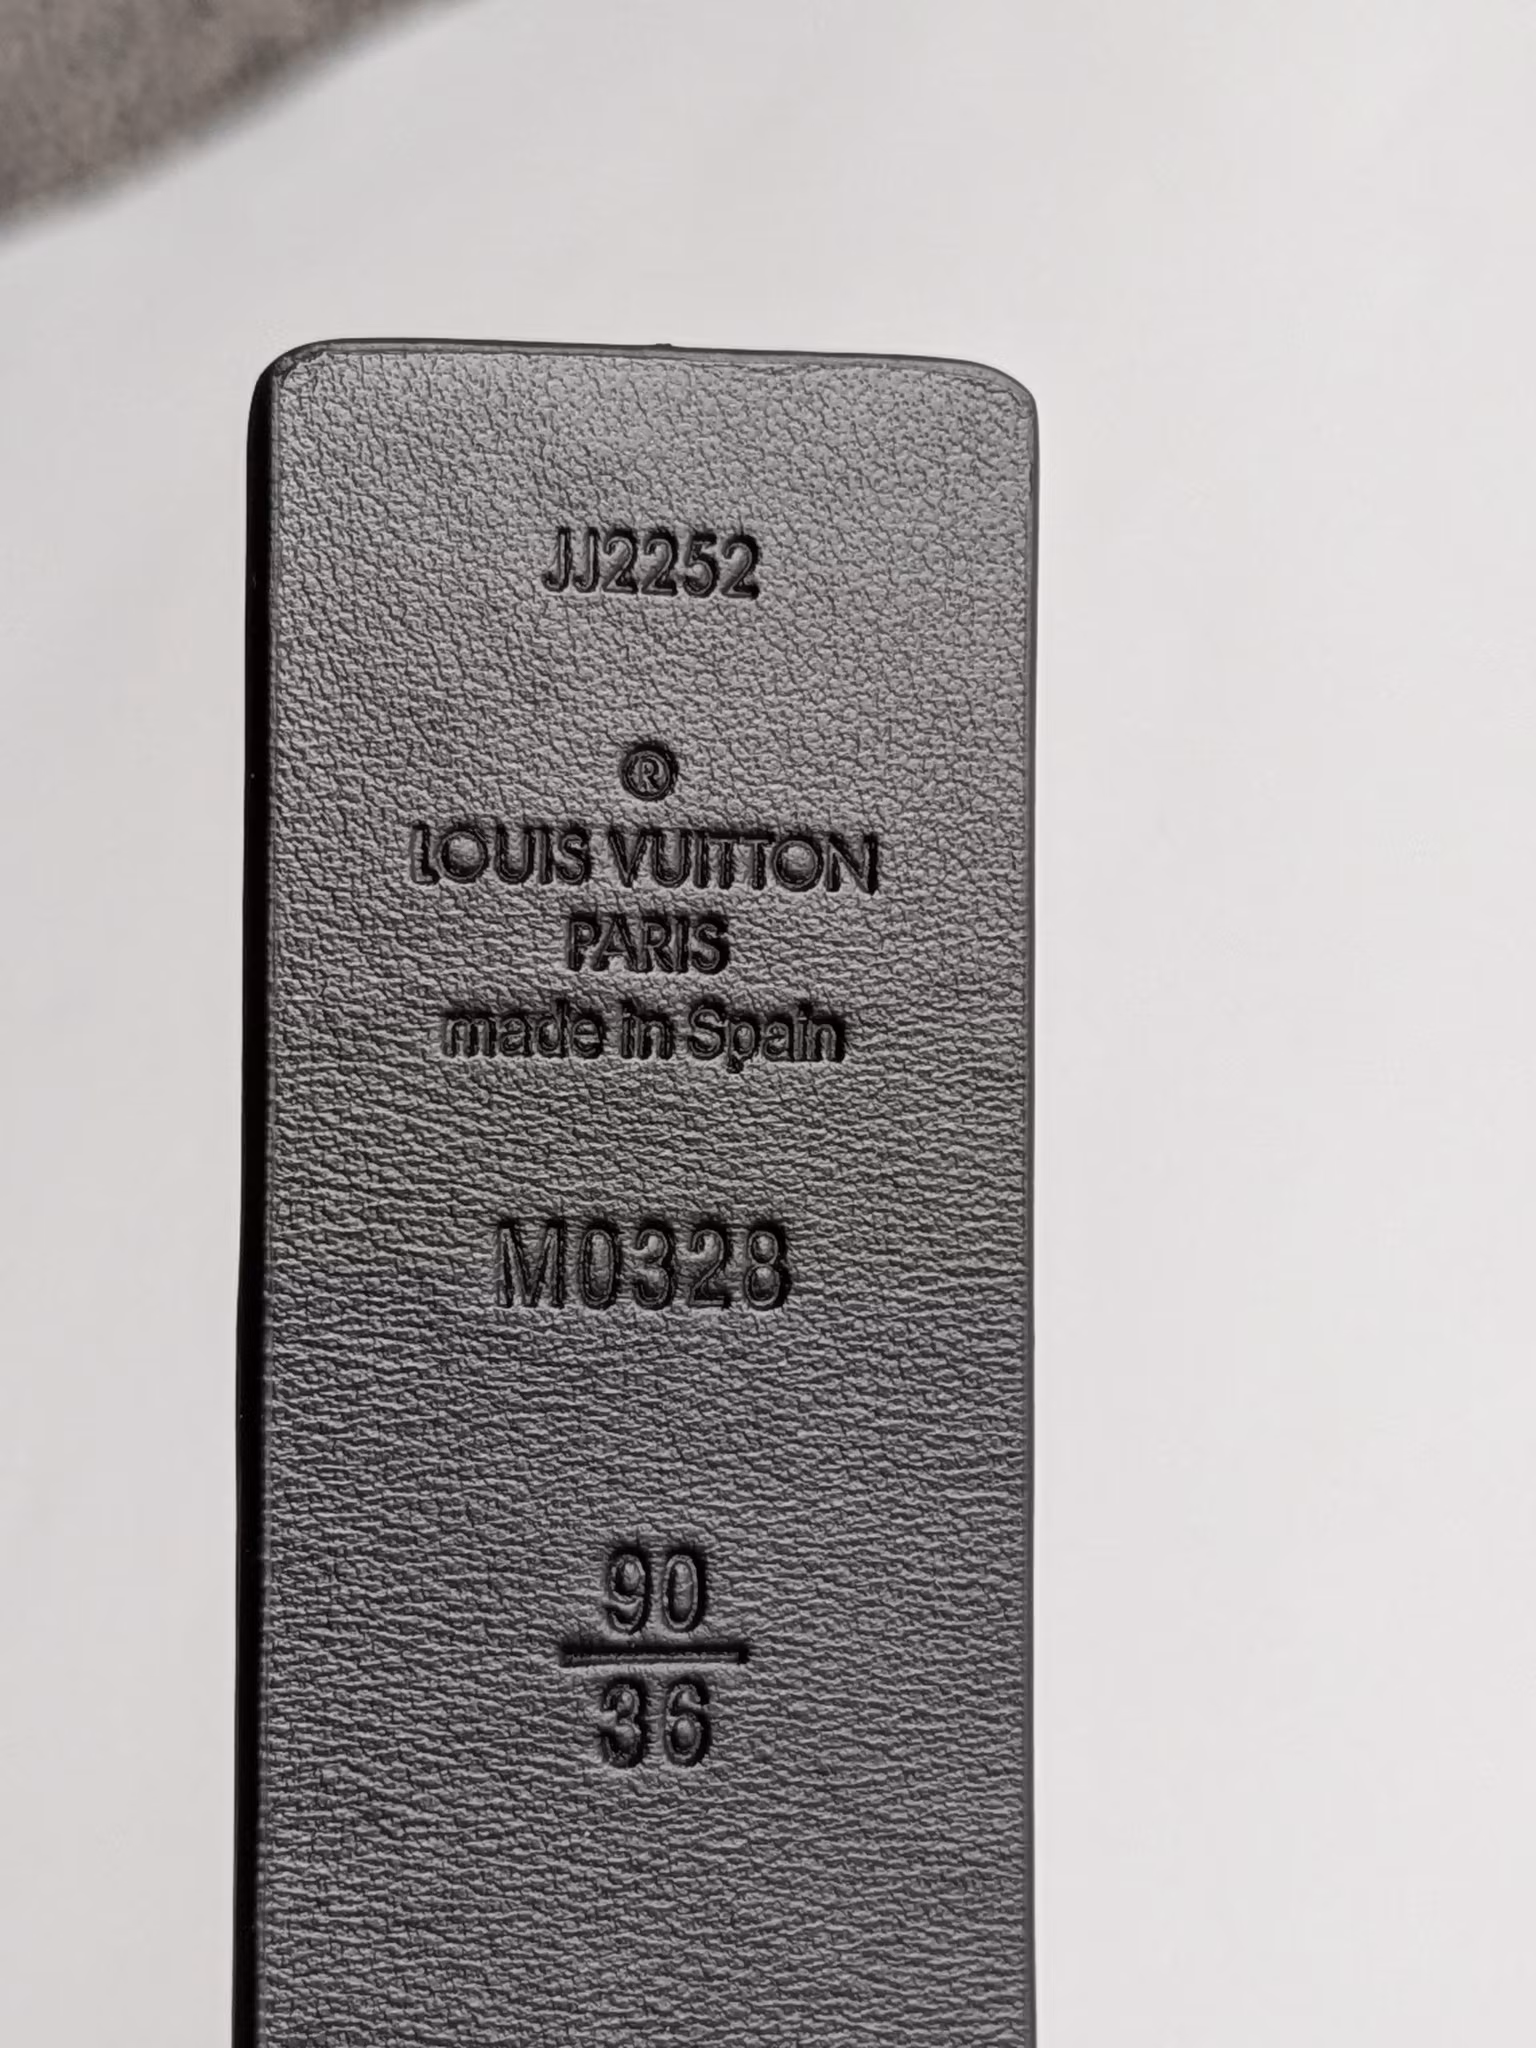 JJ2252
®
LOUIS VUITTON
PARIS
made in Spain
M0328
90
36